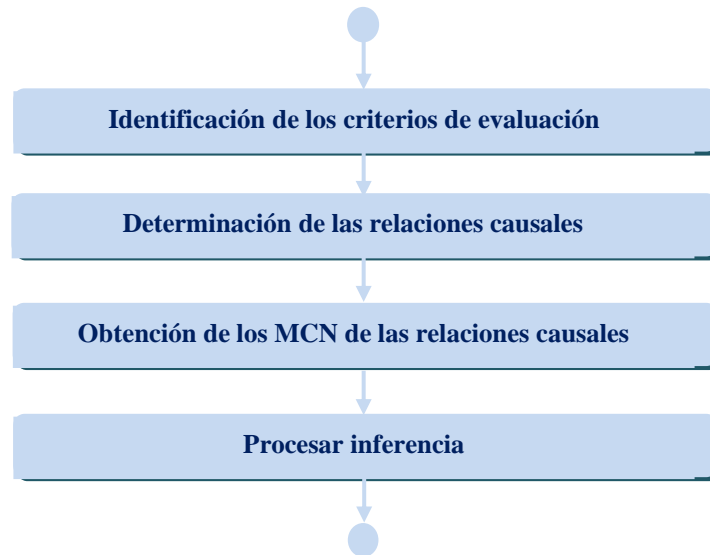 Identificación de los criterios de evaluación
Determinación de las relaciones causales
Obtención de los MCN de las relaciones causales
Procesar inferencia